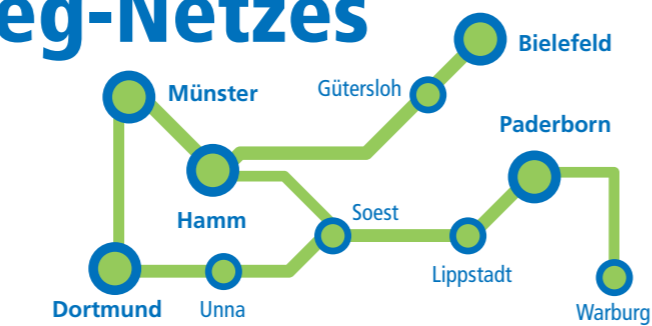 eg-Netzes
Bielefeld
Gütersloh
Münster
Paderborn
Hamm
Soest
Lippstadt
Dortmund
Unna
Warburg